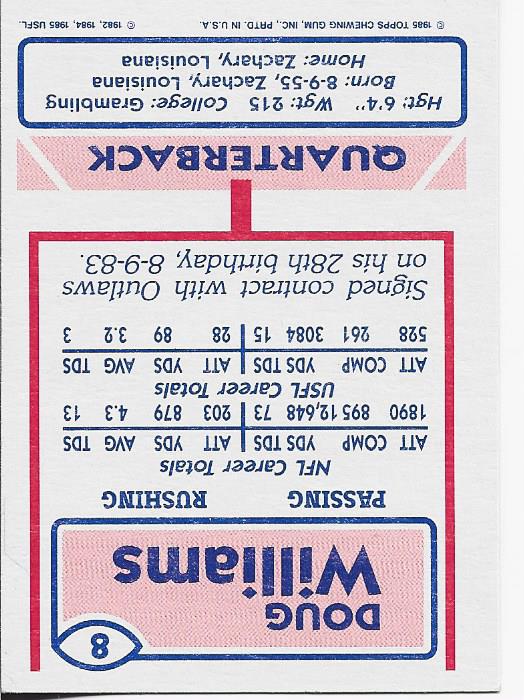 8
DOUG
Williams
PASSING RUSHING
NFL Career Totals
ATT COMP YDS TDS ATT YDS AVG TDS
1890 895 12,648 73 203 879 4.3 13
USFL Career Totals
ATT COMP YDS TDS ATT YDS AVG TDS
528 261 3084 15 28 89 3.2 3
Signed contract with Outlaws
on his 28th birthday, 8-9-83.
QUARTERBACK
Hgt: 6'4" Wgt: 215 College: Grambling
Born: 8-9-55, Zachary, Louisiana
Home: Zachary, Louisiana
© 1985 TOPPS CHEWING GUM, INC., PRTD. IN U.S.A. © 1982, 1984, 1985 USFL.